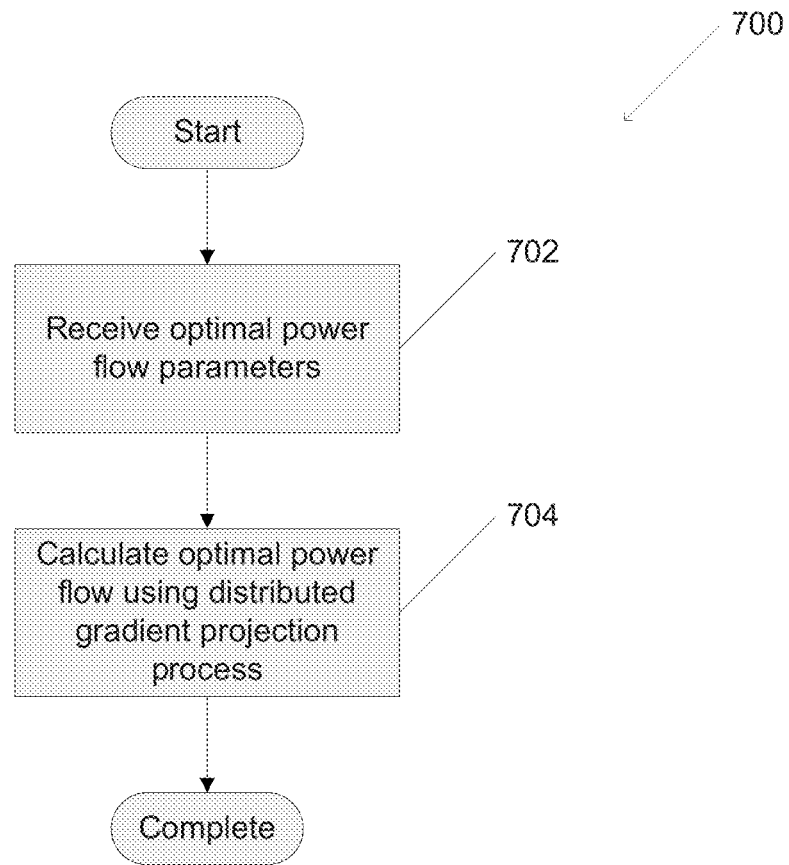 700
Start
702
Receive optimal power
flow parameters
704
Calculate optimal power
flow using distributed
gradient projection
process
Complete